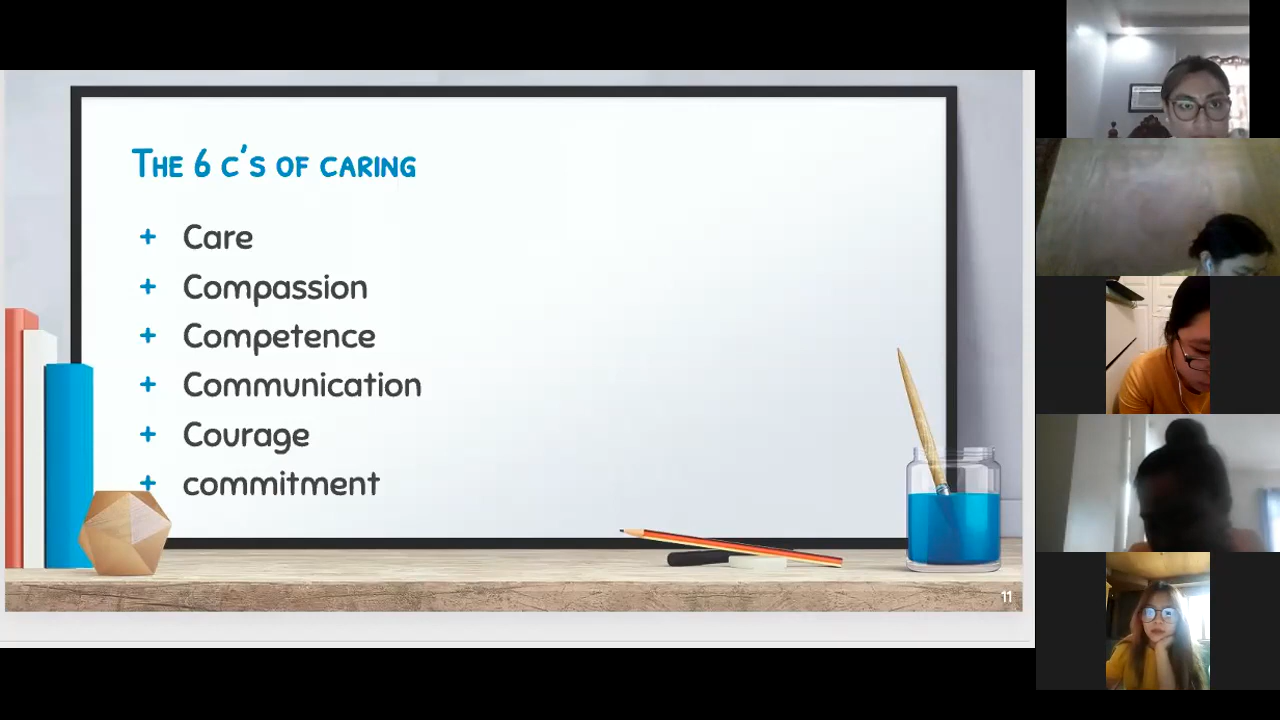 The 6 c's of caring
+ Care
+ Compassion
+ Competence
+ Communication
+ Courage
+ commitment
11